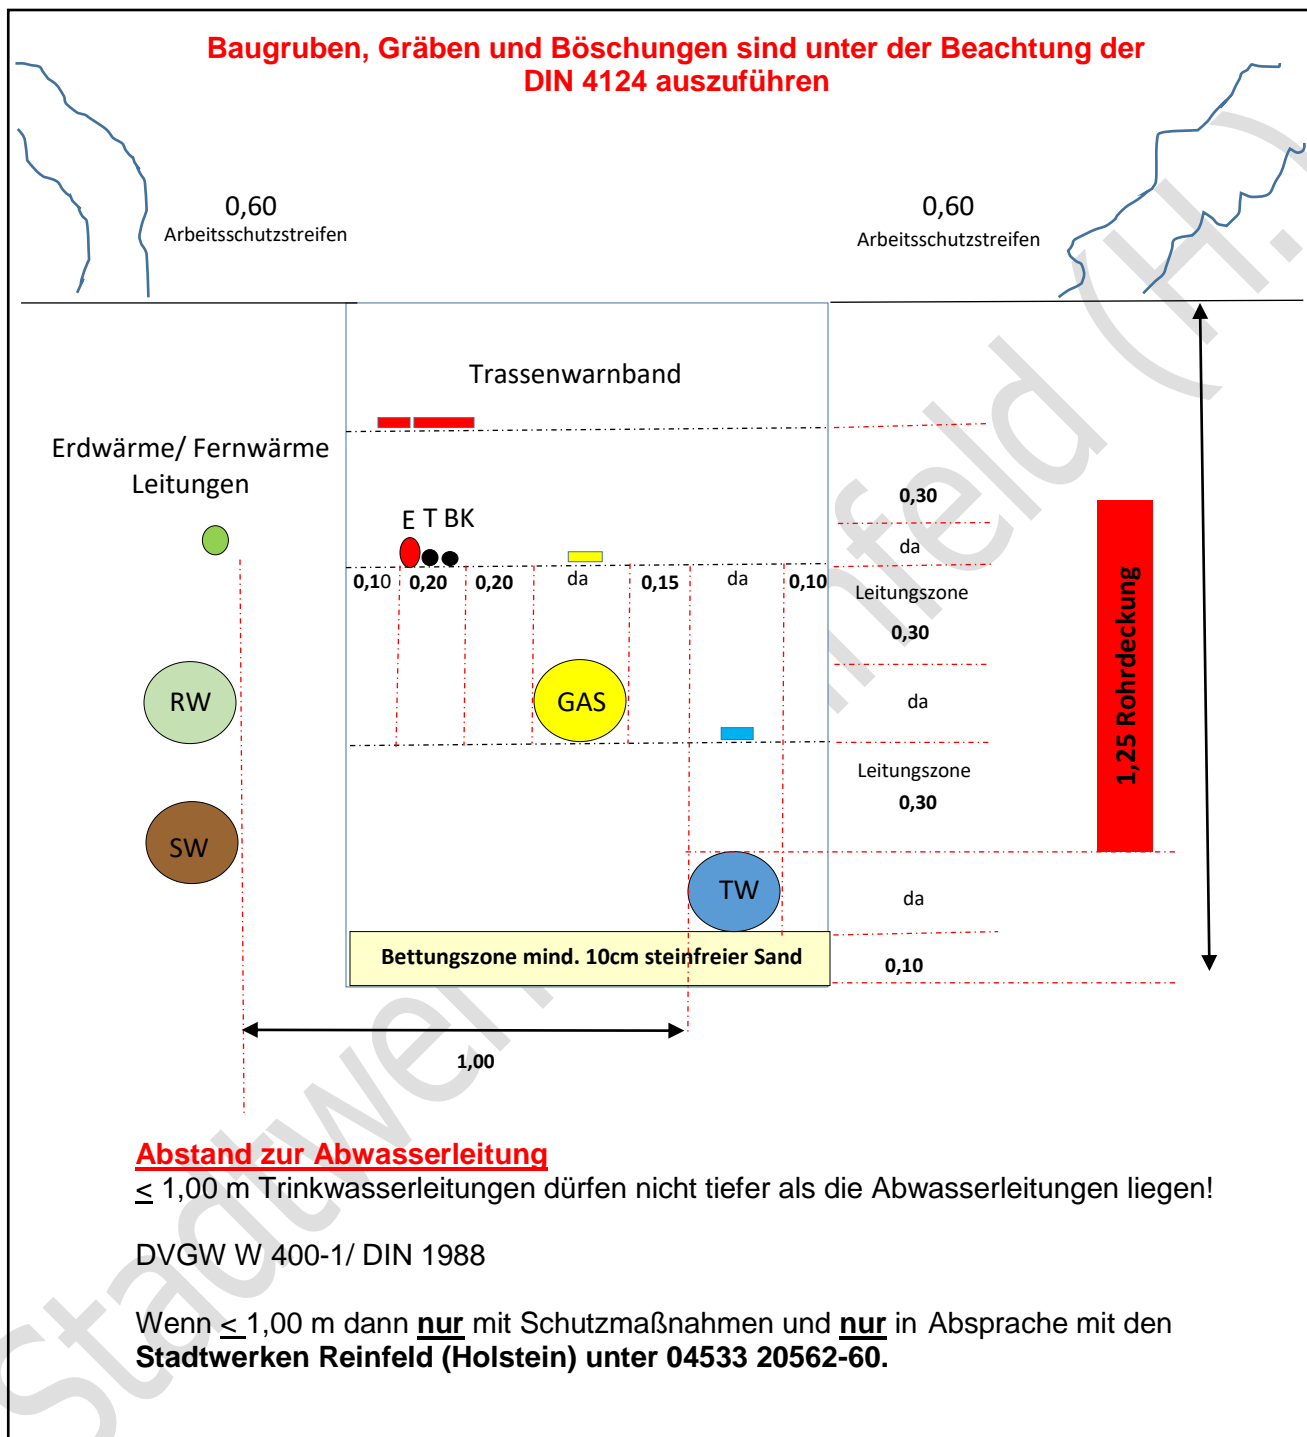 Baugruben, Gräben und Böschungen sind unter der Beachtung der
DIN 4124 auszuführen
0,60
Arbeitsschutzstreifen
0,60
Arbeitsschutzstreifen
Trassenwarnband
Erdwärme/ Fernwärme
Leitungen
E T BK
0,30
da
0,10 0,20 0,20 da 0,15 da 0,10
Leitungszone
0,30
RW
GAS
da
1,25 Rohrdeckung
Leitungszone
0,30
SW
TW
da
Bettungszone mind. 10cm steinfreier Sand
0,10
1,00
Abstand zur Abwasserleitung
≤ 1,00 m Trinkwasserleitungen dürfen nicht tiefer als die Abwasserleitungen liegen!
DVGW W 400-1/ DIN 1988
Wenn ≤ 1,00 m dann nur mit Schutzmaßnahmen und nur in Absprache mit den
Stadtwerken Reinfeld (Holstein) unter 04533 20562-60.